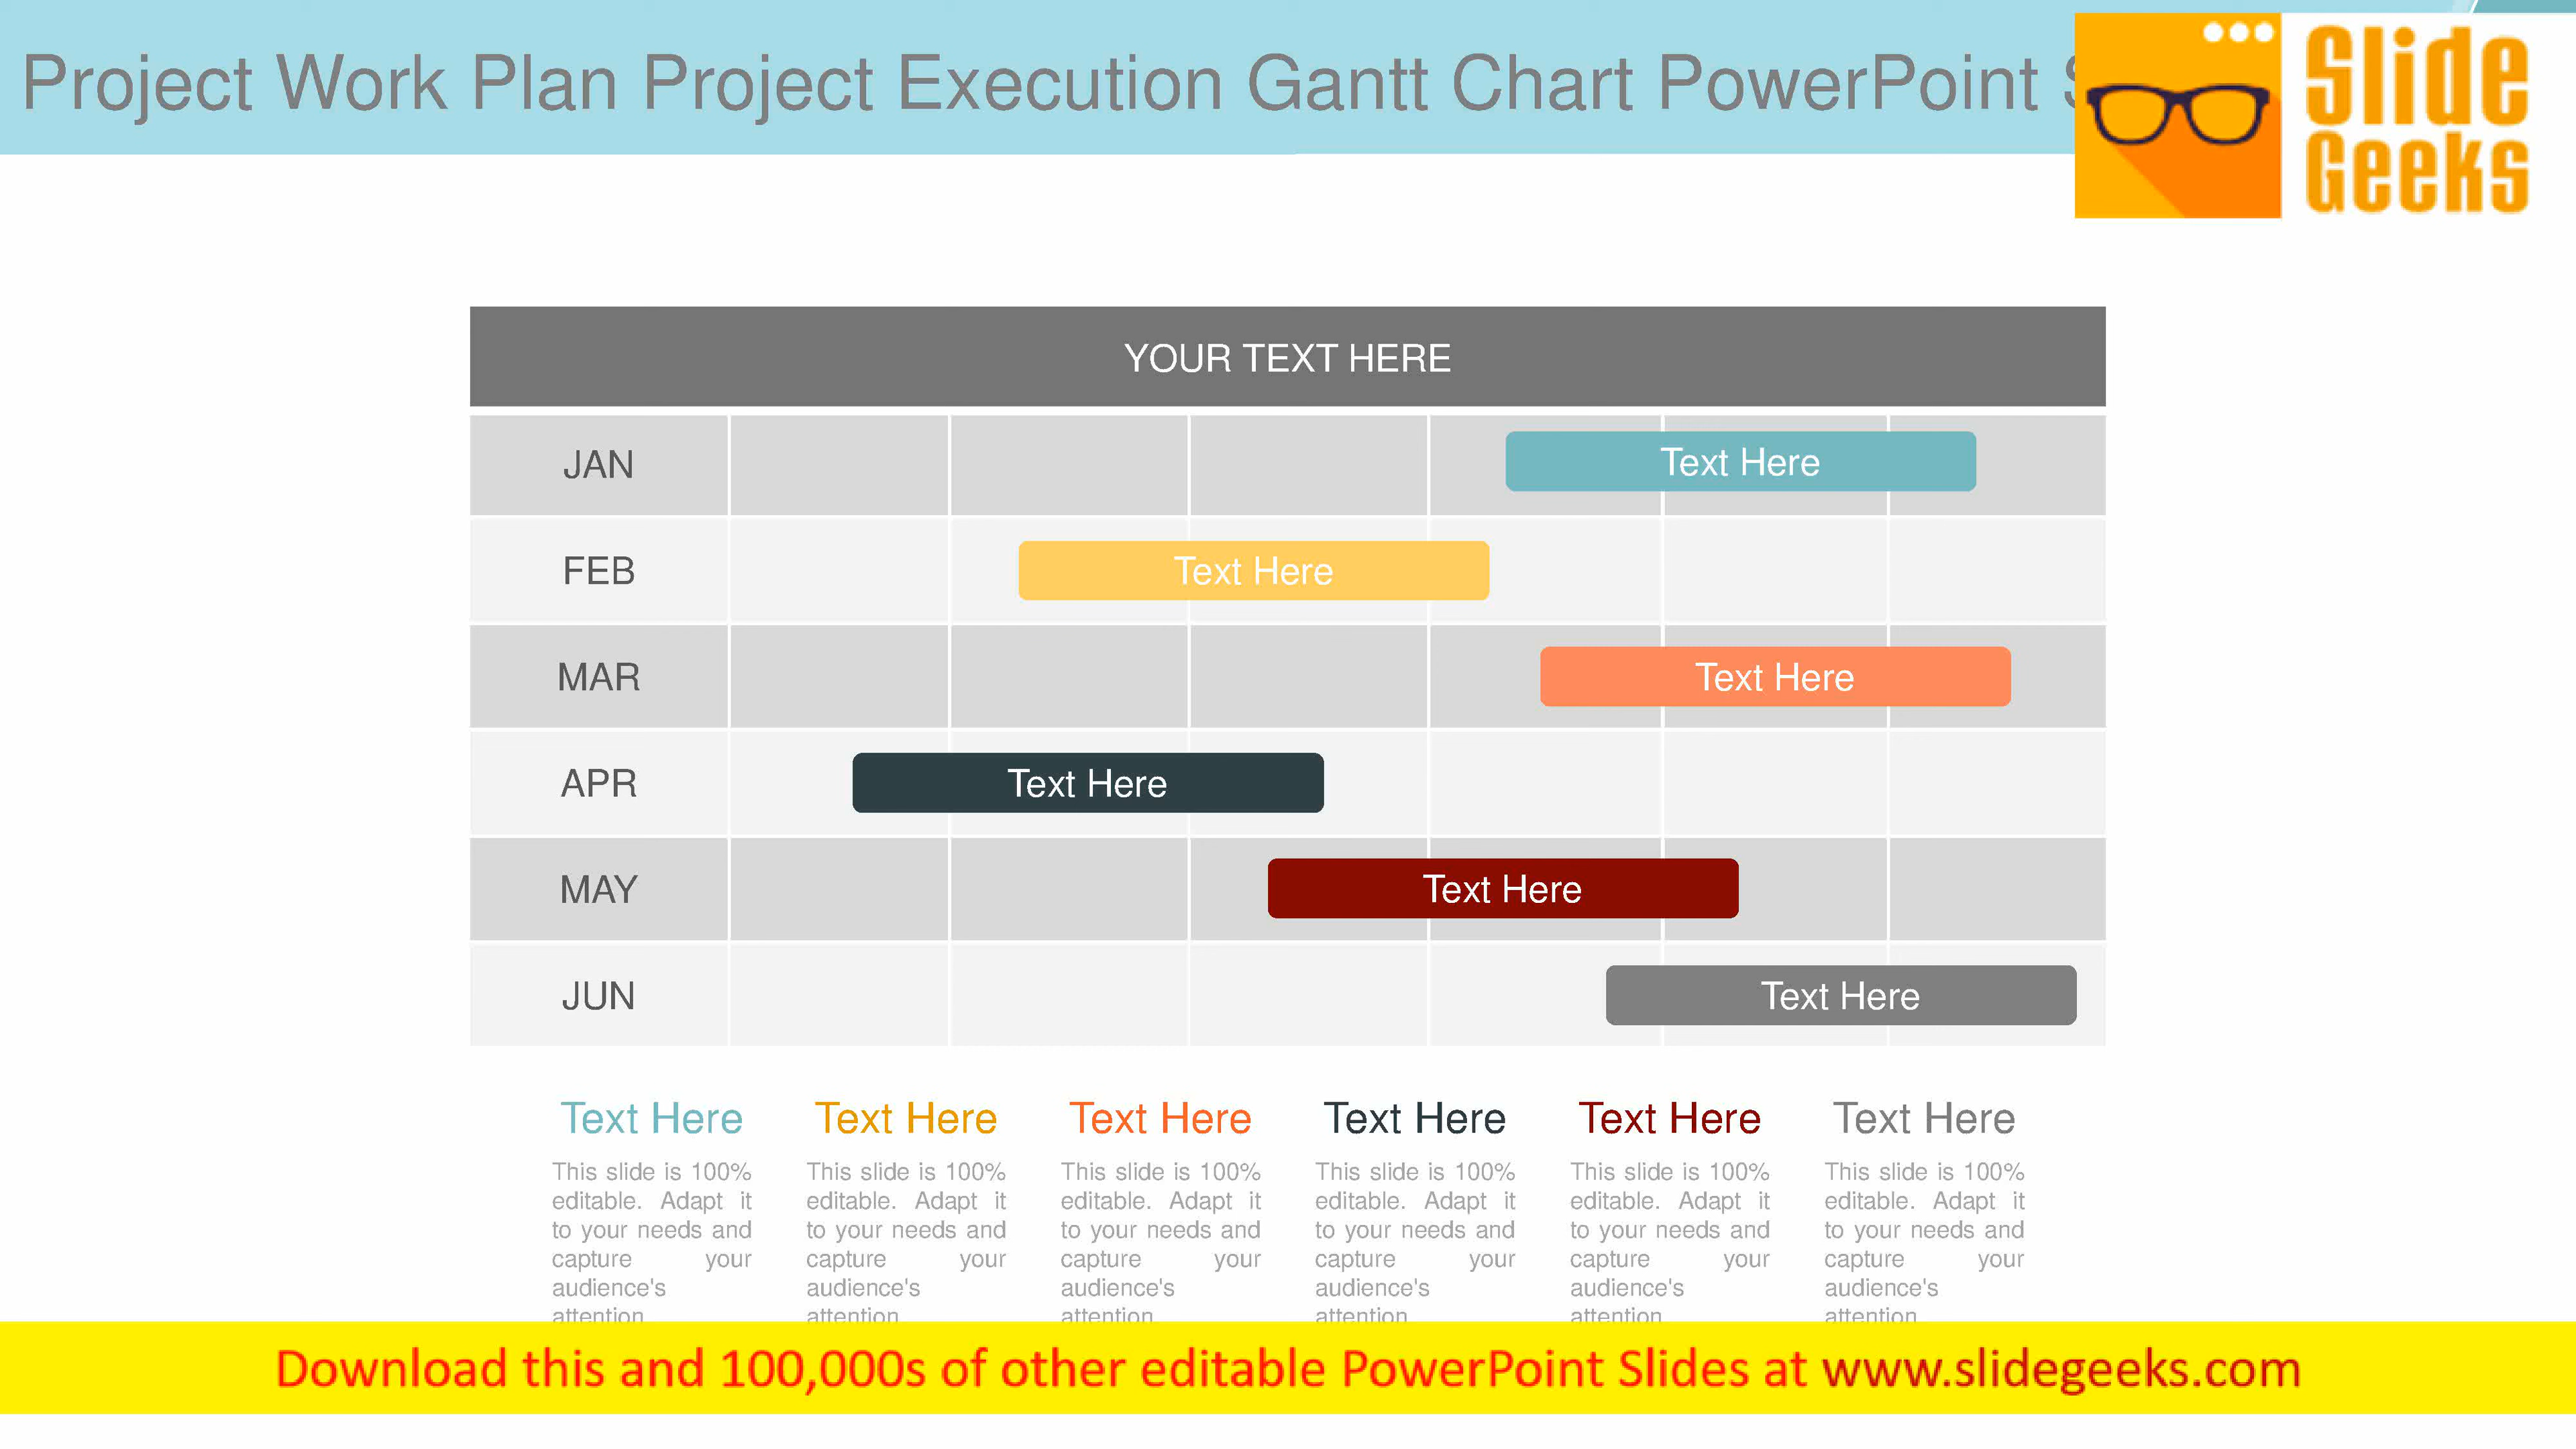 Project Work Plan Project Execution Gantt Chart PowerPoint
Slide
Geeks
YOUR TEXT HERE
JAN
Text Here
FEB
Text Here
MAR
Text Here
APR
Text Here
MAY
Text Here
JUN
Text Here
Text Here
This slide is 100%
editable. Adapt it
to your needs and
capture your
audience's
attention
Text Here
This slide is 100%
editable. Adapt it
to your needs and
capture your
audience's
attention
Text Here
This slide is 100%
editable. Adapt it
to your needs and
capture your
audience's
attention
Text Here
This slide is 100%
editable. Adapt it
to your needs and
capture your
audience's
attention
Text Here
This slide is 100%
editable. Adapt it
to your needs and
capture your
audience's
attention
Text Here
This slide is 100%
editable. Adapt it
to your needs and
capture your
audience's
attention
Download this and 100,000s of other editable PowerPoint Slides at www.slidegeeks.com